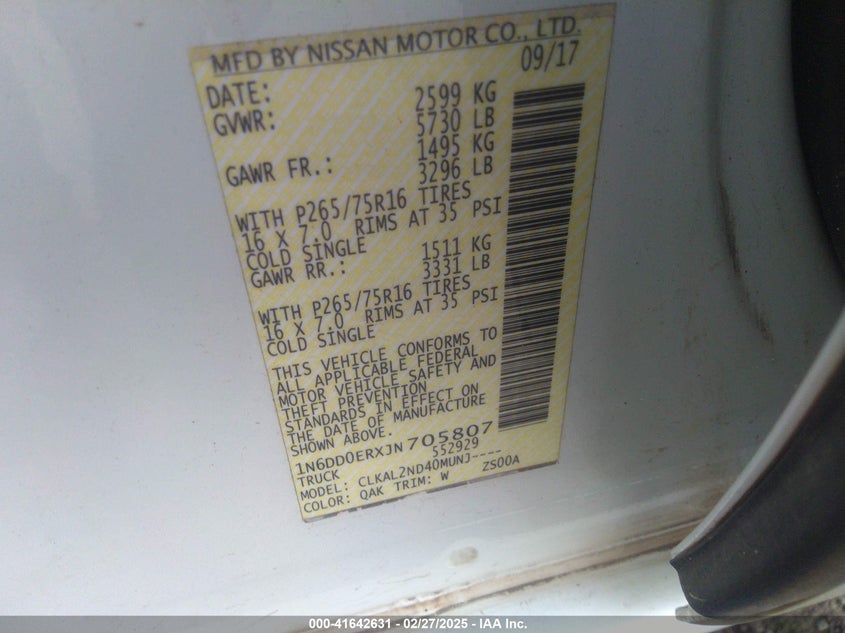 MFD BY NISSAN MOTOR CO., LTD.
DATE: 09/17
GVWR: 2599 KG
5730 LB
GAWR FR.: 1495 KG
3296 LB
WITH P265/75R16 TIRES
16 X 7.0 RIMS AT 35 PSI
COLD SINGLE
GAWR RR.: 1511 KG
3331 LB
WITH P265/75R16 TIRES
16 X 7.0 RIMS AT 35 PSI
COLD SINGLE
THIS VEHICLE CONFORMS TO
ALL APPLICABLE FEDERAL
MOTOR VEHICLE SAFETY AND
THEFT PREVENTION
STANDARDS IN EFFECT ON
THE DATE OF MANUFACTURE
SHOWN ABOVE.
1N6DD0ERXJN705807
TRUCK 552929
MODEL: CLKAL2ND40MUNJ----
COLOR: QAK TRIM: W ZS00A
000-41642631 - 02/27/2025 - IAA Inc.